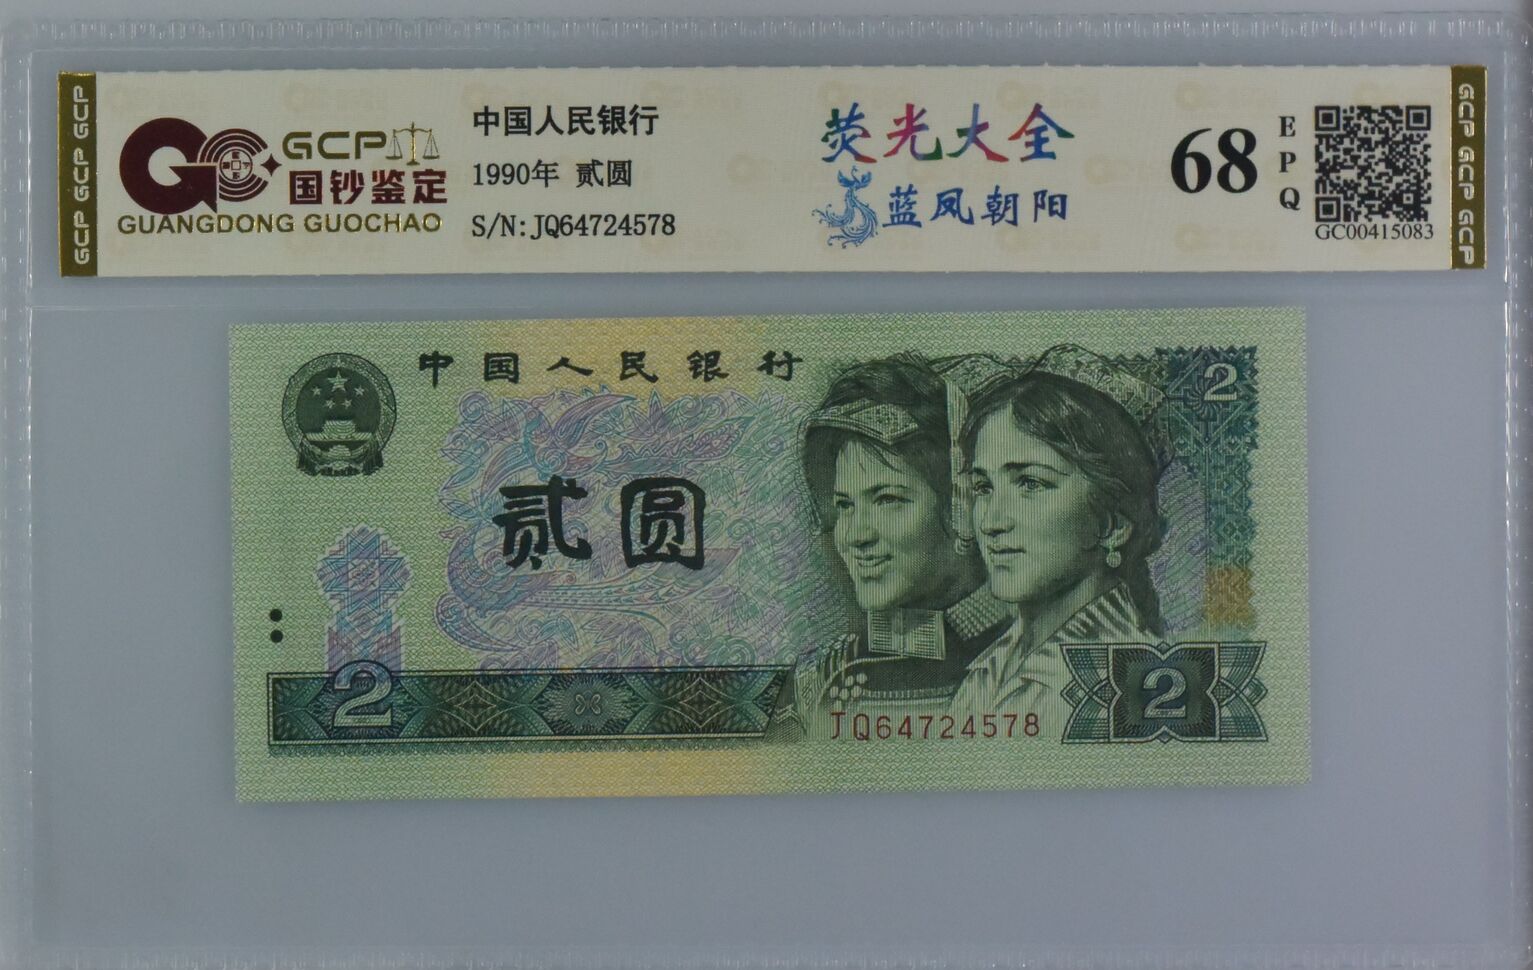 GCP GCP GCP
GCP
国钞鉴定
GUANGDONG GUOCHAO
中国人民银行
1990年 贰圆
S/N:JQ64724578
荧光大全
蓝凤朝阳
68
EPQ
GC00415083
GCP GCP GCP
中国人民银行
2
贰圆
2
JQ64724578
2